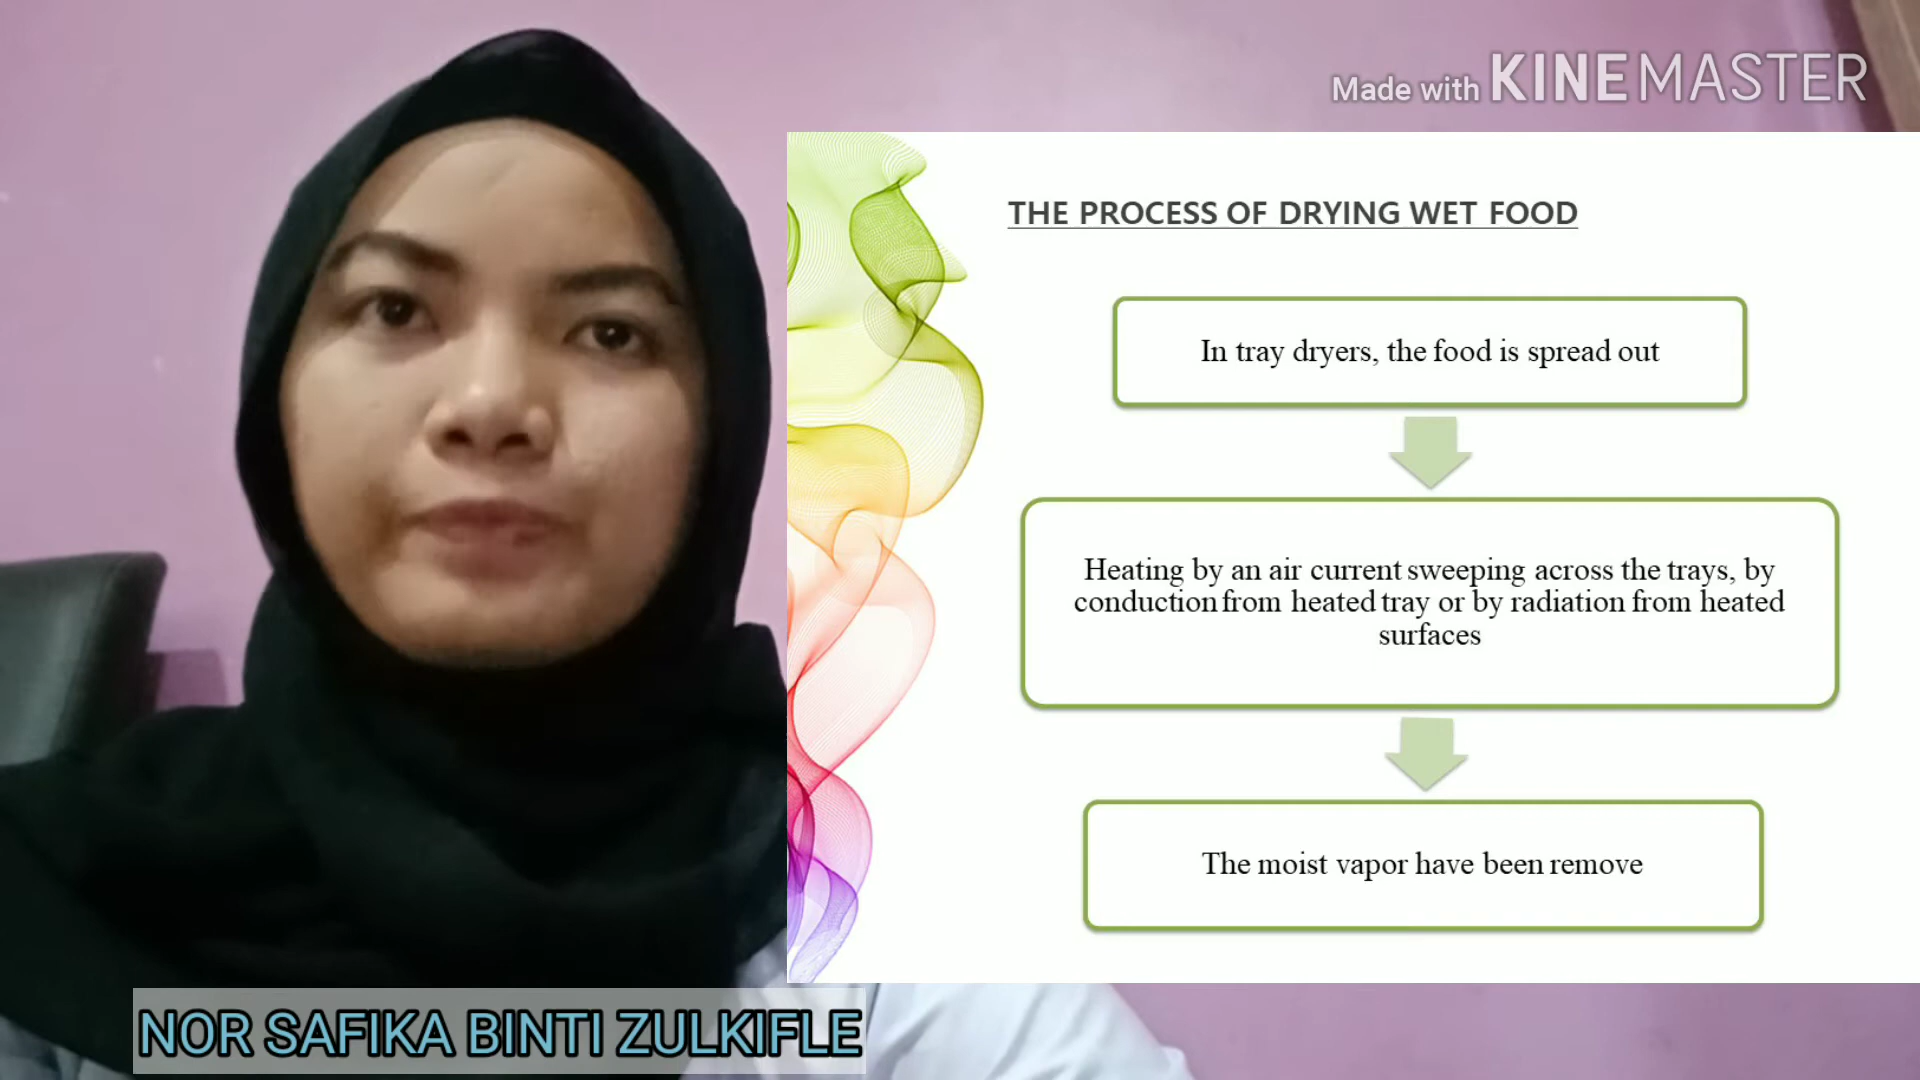 Made with KINEMASTER
THE PROCESS OF DRYING WET FOOD
In tray dryers, the food is spread out
Heating by an air current sweeping across the trays, by
conduction from heated tray or by radiation from heated
surfaces
The moist vapor have been remove
NOR SAFIKA BINTI ZULKIFLE